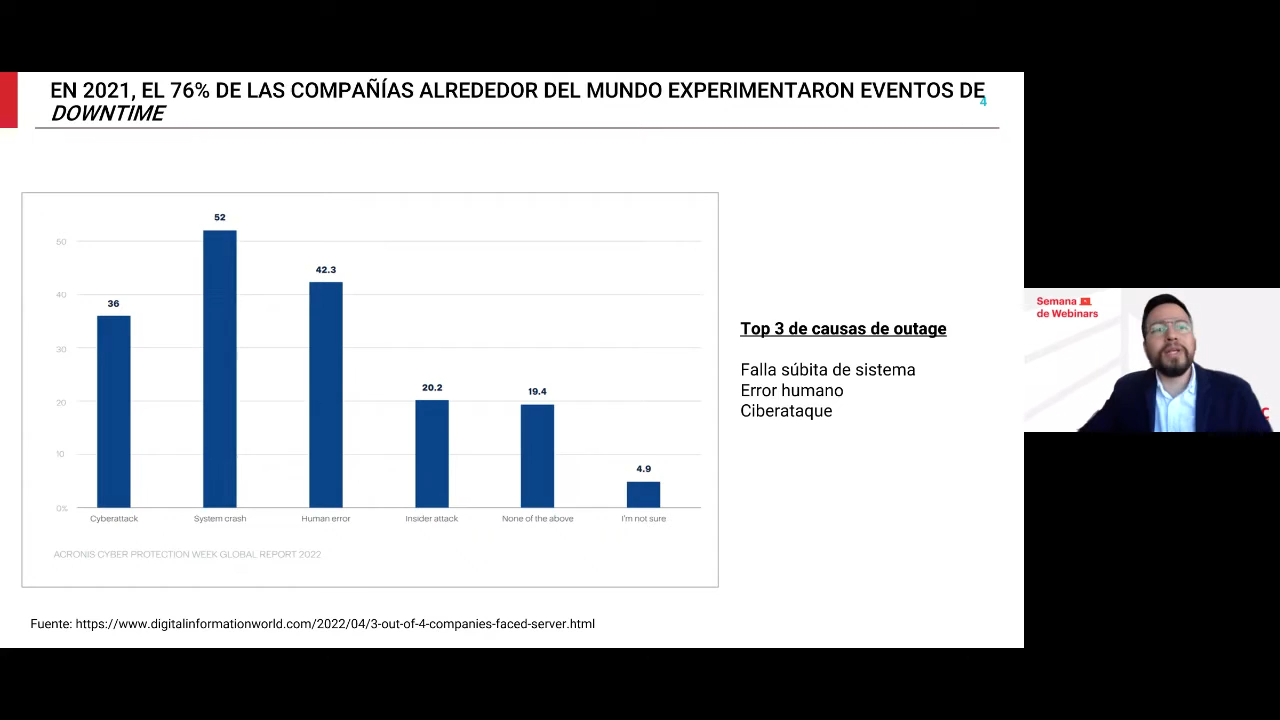 EN 2021, EL 76% DE LAS COMPAÑÍAS ALREDEDOR DEL MUNDO EXPERIMENTARON EVENTOS DE
DOWNTIME
4
52
50
42.3
40
36
30
20.2
19.4
20
10
4.9
0%
Cyberattack
System crash
Human error
Insider attack
None of the above
I'm not sure
ACRONIS CYBER PROTECTION WEEK GLOBAL REPORT 2022
Top 3 de causas de outage
Falla súbita de sistema
Error humano
Ciberataque
Fuente: https://www.digitalinformationworld.com/2022/04/3-out-of-4-companies-faced-server.html
Semana
de Webinars